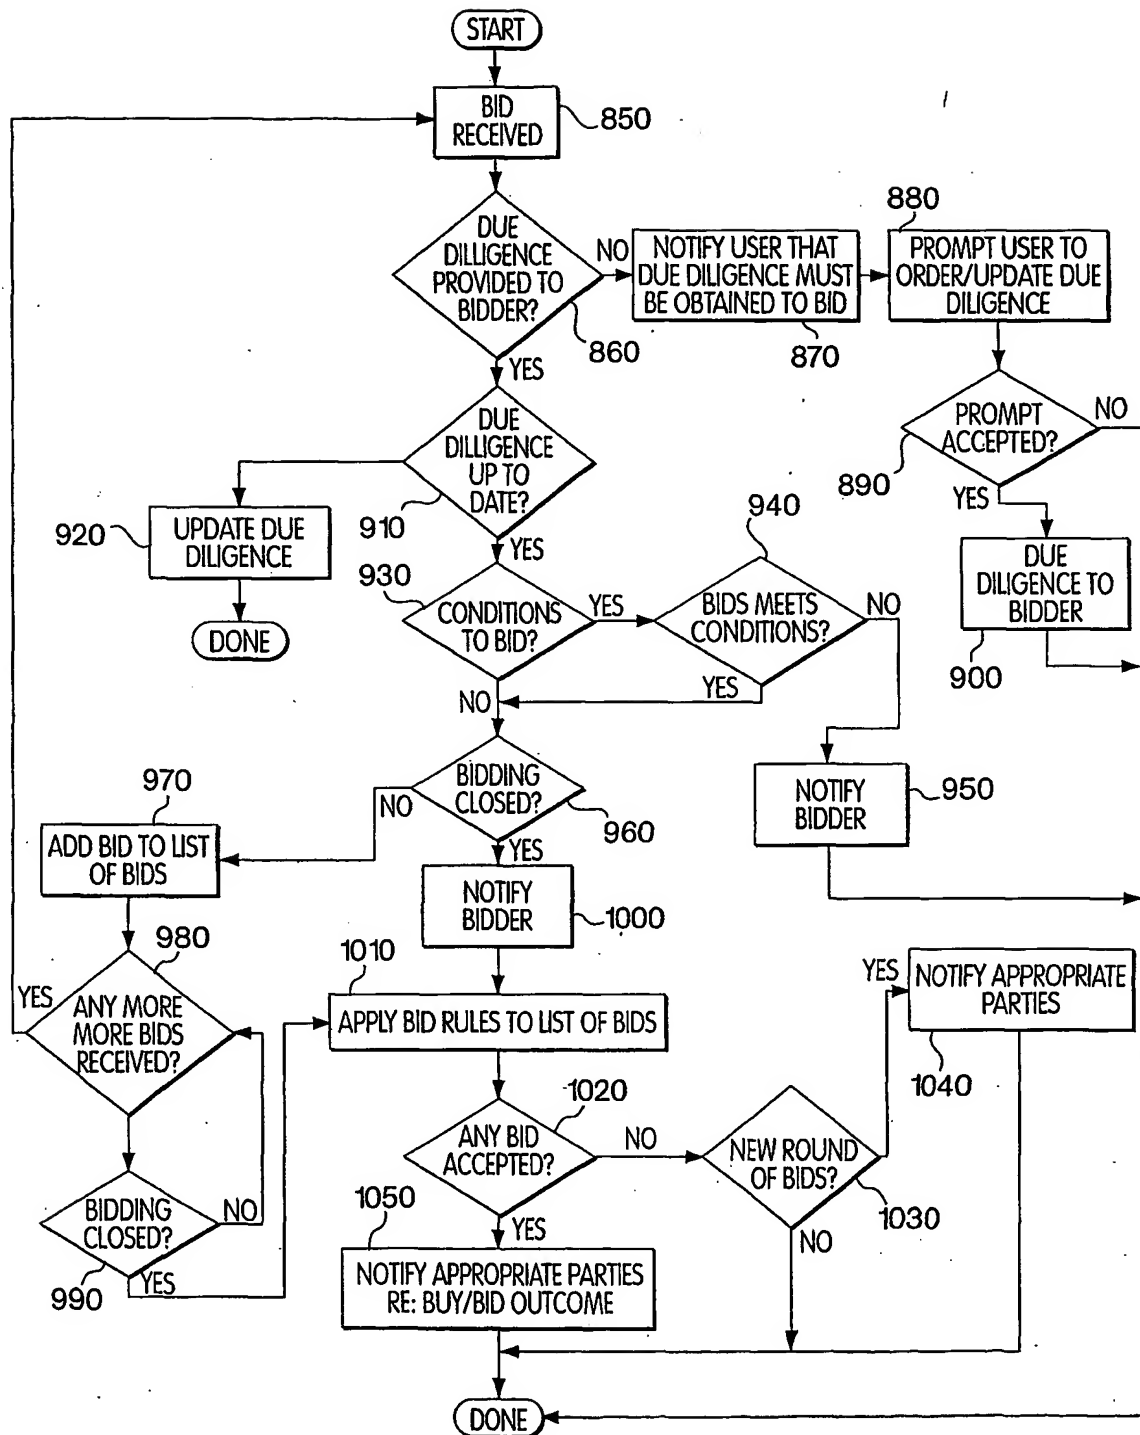 START
BID
RECEIVED
850
DUE
DILLIGENCE
PROVIDED TO
BIDDER?
860
NO
NOTIFY USER THAT
DUE DILIGENCE MUST
BE OBTAINED TO BID
870
880
PROMPT USER TO
ORDER/UPDATE DUE
DILIGENCE
YES
PROMPT
ACCEPTED?
NO
890
YES
DUE
DILIGENCE TO
BIDDER
900
DUE
DILLIGENCE
UP TO
DATE?
910
920
UPDATE DUE
DILIGENCE
DONE
YES
930
CONDITIONS
TO BID?
YES
940
BIDS MEETS
CONDITIONS?
NO
YES
NO
NOTIFY
BIDDER
950
BIDDING
CLOSED?
960
NO
970
ADD BID TO LIST
OF BIDS
YES
NOTIFY
BIDDER
1000
980
YES
ANY MORE
MORE BIDS
RECEIVED?
1010
APPLY BID RULES TO LIST OF BIDS
YES
NOTIFY APPROPRIATE
PARTIES
1040
BIDDING
CLOSED?
NO
990
YES
1020
ANY BID
ACCEPTED?
NO
NEW ROUND
OF BIDS?
1030
NO
YES
1050
NOTIFY APPROPRIATE PARTIES
RE: BUY/BID OUTCOME
DONE